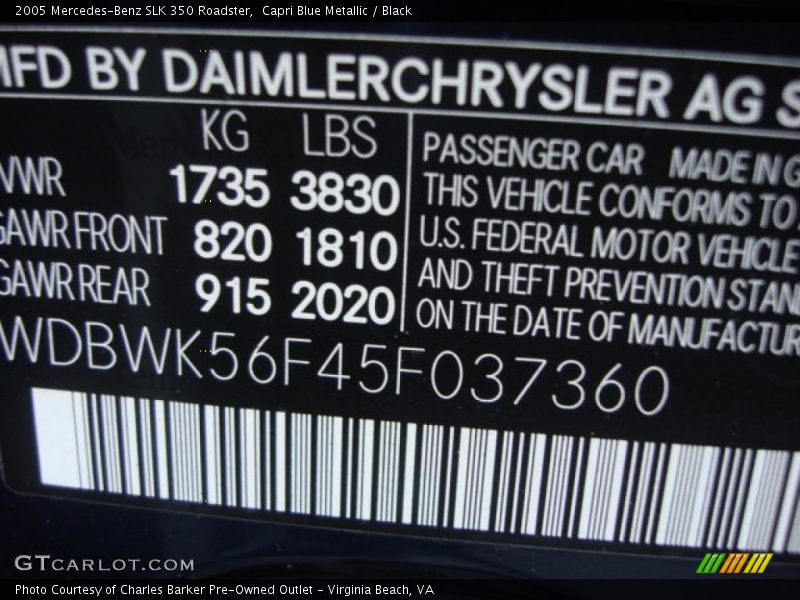 2005 Mercedes-Benz SLK 350 Roadster,  Capri Blue Metallic / Black
MFD BY DAIMLERCHRYSLER AG S
KG LBS
VWR 1735 3830
GAWR FRONT 820 1810
GAWR REAR 915 2020
PASSENGER CAR MADE IN G
THIS VEHICLE CONFORMS TO
U.S. FEDERAL MOTOR VEHICLE
AND THEFT PREVENTION STAN
ON THE DATE OF MANUFACTUR
WDBWK56F45F037360
GTCARLOT.COM
Photo Courtesy of Charles Barker Pre-Owned Outlet - Virginia Beach, VA